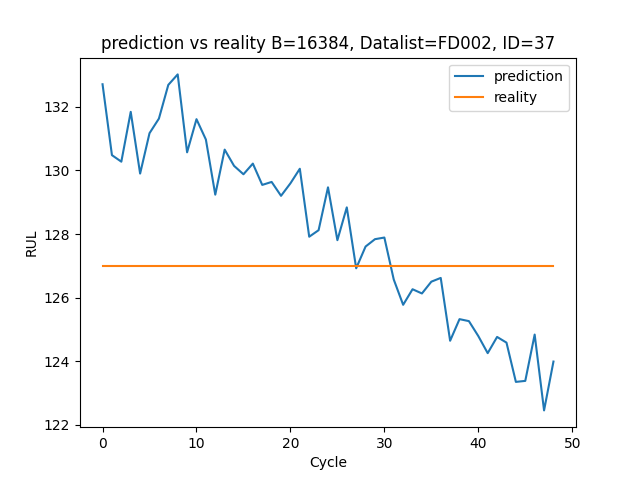 prediction vs reality B=16384, Datalist=FD002, ID=37
prediction
reality
132
130
128
126
124
122
RUL
0 10 20 30 40 50
Cycle